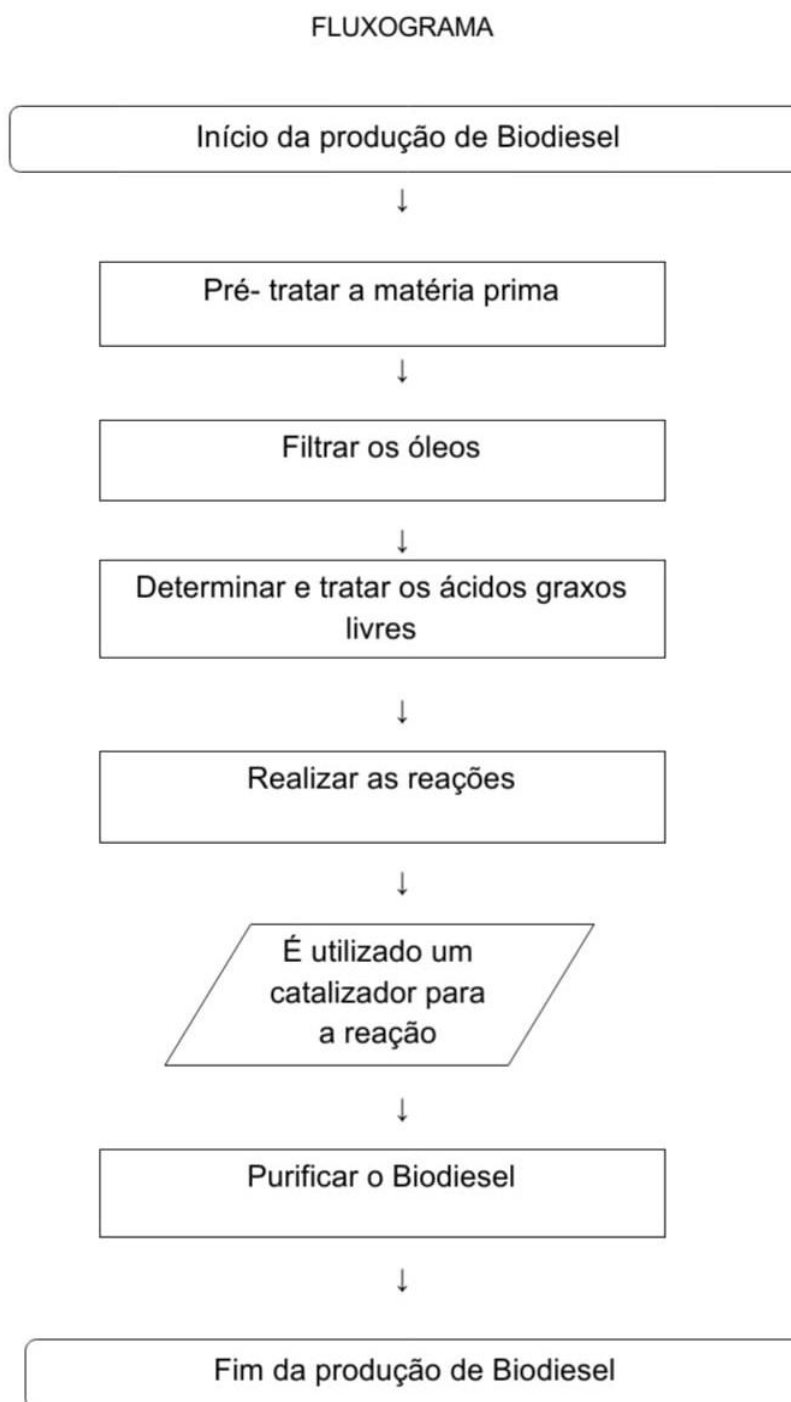 FLUXOGRAMA
Início da produção de Biodiesel
↓
Pré- tratar a matéria prima
↓
Filtrar os óleos
↓
Determinar e tratar os ácidos graxos
livres
↓
Realizar as reações
↓
É utilizado um
catalizador para
a reação
↓
Purificar o Biodiesel
↓
Fim da produção de Biodiesel